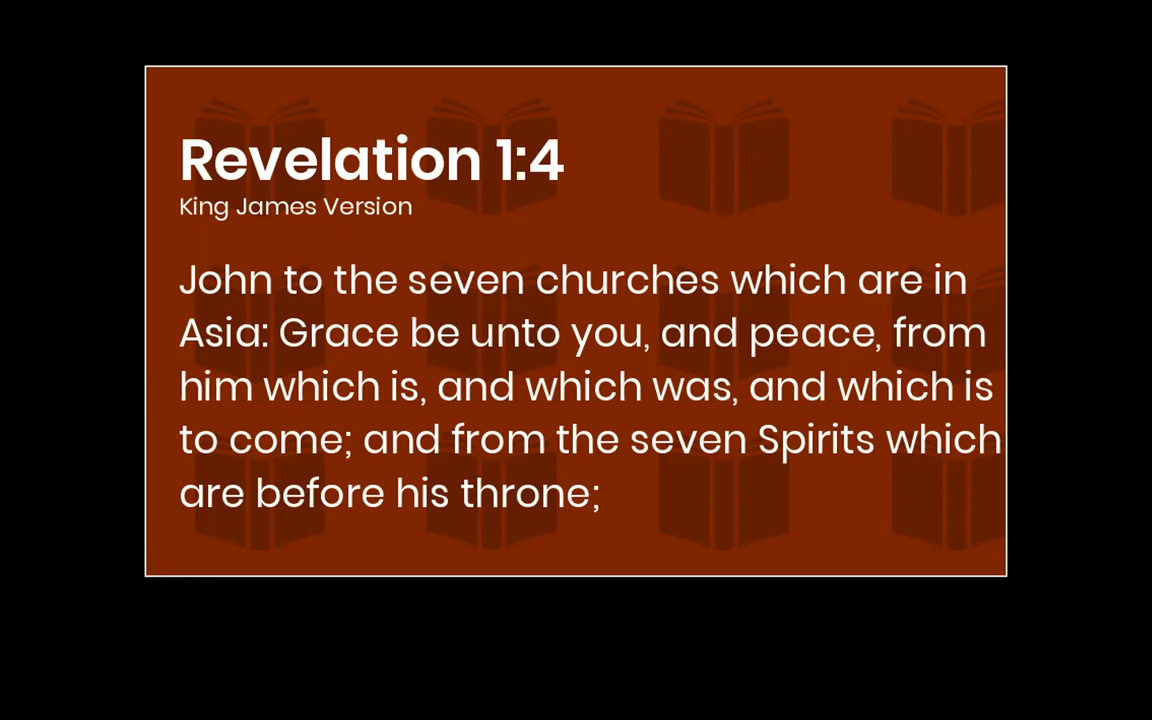 Revelation 1:4
King James Version
John to the seven churches which are in
Asia: Grace be unto you, and peace, from
him which is, and which was, and which is
to come; and from the seven Spirits which
are before his throne;